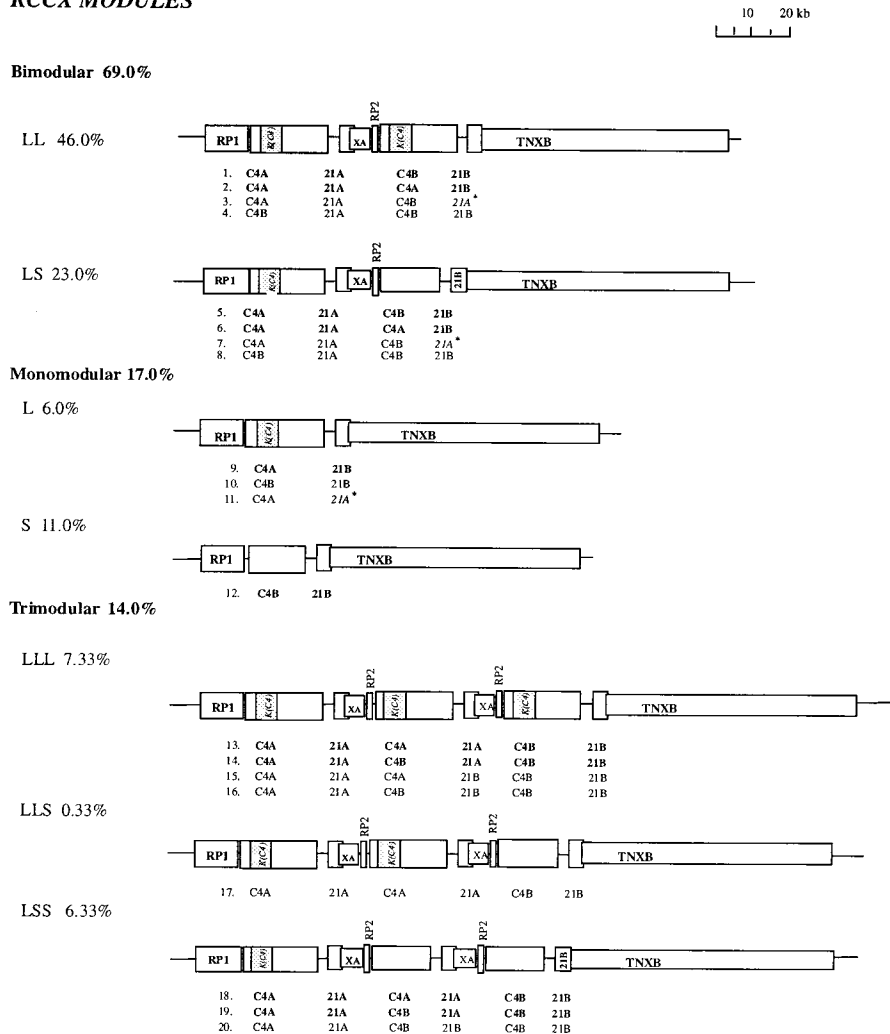 RCCX MODULES
10 20 kb
Bimodular 69.0%
RP2
LL 46.0%
RP1 K(C4) XA K(C4) TNXB
1. C4A 21A C4B 21B
2. C4A 21A C4A 21B
3. C4A 21A C4B 21A*
4. C4B 21A C4B 21B
RP2
LS 23.0%
RP1 K(C4) XA 21B TNXB
5. C4A 21A C4B 21B
6. C4A 21A C4A 21B
7. C4A 21A C4B 21A*
8. C4B 21A C4B 21B
Monomodular 17.0%
L 6.0%
RP1 K(C4) TNXB
9. C4A 21B
10. C4B 21B
11. C4A 21A*
S 11.0%
RP1 TNXB
12. C4B 21B
Trimodular 14.0%
LLL 7.33%
RP2 RP2
RP1 K(C4) XA K(C4) XA K(C4) TNXB
13. C4A 21A C4A 21A C4B 21B
14. C4A 21A C4B 21A C4B 21B
15. C4A 21A C4A 21B C4B 21B
16. C4A 21A C4B 21B C4B 21B
LLS 0.33%
RP2 RP2
RP1 K(C4) XA K(C4) XA TNXB
17. C4A 21A C4A 21A C4B 21B
LSS 6.33%
RP2 RP2
RP1 K(C4) XA XA 21B TNXB
18. C4A 21A C4A 21A C4B 21B
19. C4A 21A C4B 21A C4B 21B
20. C4A 21A C4B 21B C4B 21B